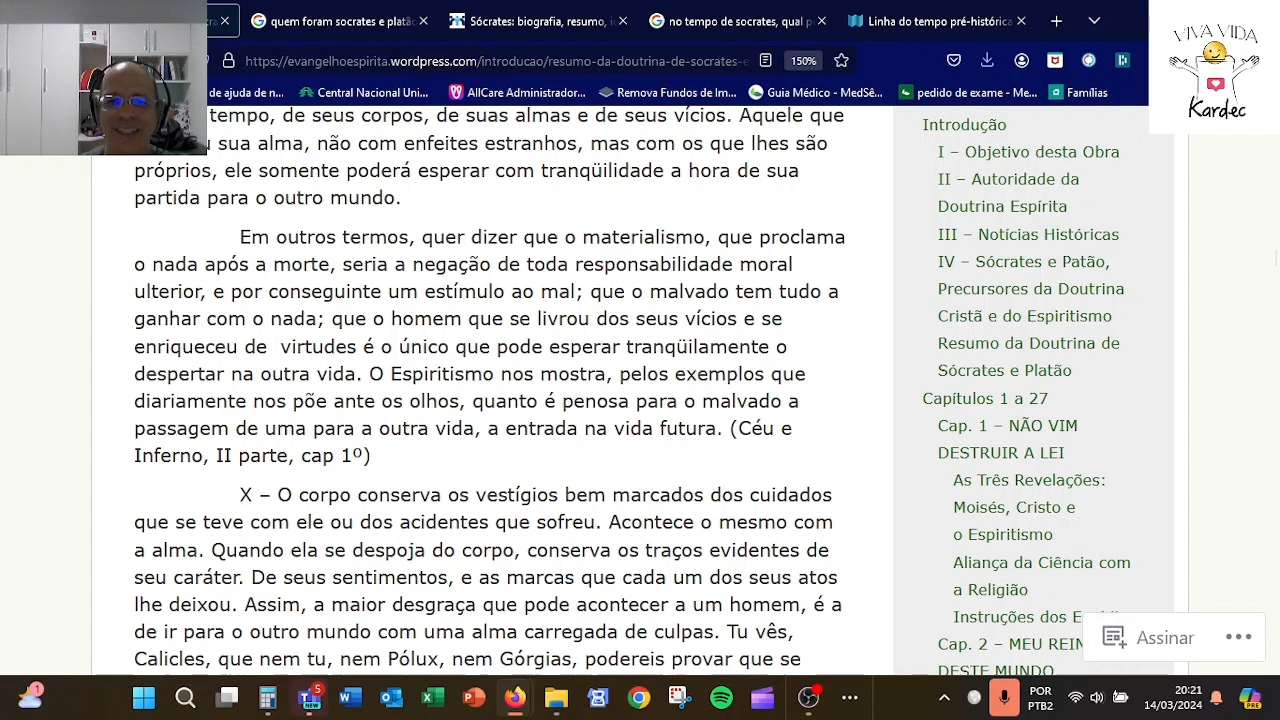 quem foram socrates e platão
Sócrates: biografia, resumo, i
no tempo de socrates, qual p
Linha do tempo pré-histórica
https://evangelhoespirita.wordpress.com/introducao/resumo-da-doutrina-de-socrates-e
150%
de ajuda de n...
Central Nacional Uni...
AllCare Administrador...
Remova Fundos de Im...
Guia Médico - MedSê...
pedido de exame - Me...
Famílias
VIVA VIDA
Kardec
tempo, de seus corpos, de suas almas e de seus vícios. Aquele que
sua alma, não com enfeites estranhos, mas com os que lhes são
próprios, ele somente poderá esperar com tranqüilidade a hora de sua
partida para o outro mundo.
Em outros termos, quer dizer que o materialismo, que proclama
o nada após a morte, seria a negação de toda responsabilidade moral
ulterior, e por conseguinte um estímulo ao mal; que o malvado tem tudo a
ganhar com o nada; que o homem que se livrou dos seus vícios e se
enriqueceu de virtudes é o único que pode esperar tranqüilamente o
despertar na outra vida. O Espiritismo nos mostra, pelos exemplos que
diariamente nos põe ante os olhos, quanto é penosa para o malvado a
passagem de uma para a outra vida, a entrada na vida futura. (Céu e
Inferno, II parte, cap 1º)
X – O corpo conserva os vestígios bem marcados dos cuidados
que se teve com ele ou dos acidentes que sofreu. Acontece o mesmo com
a alma. Quando ela se despoja do corpo, conserva os traços evidentes de
seu caráter. De seus sentimentos, e as marcas que cada um dos seus atos
lhe deixou. Assim, a maior desgraça que pode acontecer a um homem, é a
de ir para o outro mundo com uma alma carregada de culpas. Tu vês,
Calicles, que nem tu, nem Pólux, nem Górgias, podereis provar que se
Introdução
I – Objetivo desta Obra
II – Autoridade da
Doutrina Espírita
III – Notícias Históricas
IV – Sócrates e Patão,
Precursores da Doutrina
Cristã e do Espiritismo
Resumo da Doutrina de
Sócrates e Platão
Capítulos 1 a 27
Cap. 1 – NÃO VIM
DESTRUIR A LEI
As Três Revelações:
Moisés, Cristo e
o Espiritismo
Aliança da Ciência com
a Religião
Instruções dos
Cap. 2 – MEU REIN
DESTE MUNDO
Assinar
1
5
NEW
POR
PTB2
20:21
14/03/2024
PRE